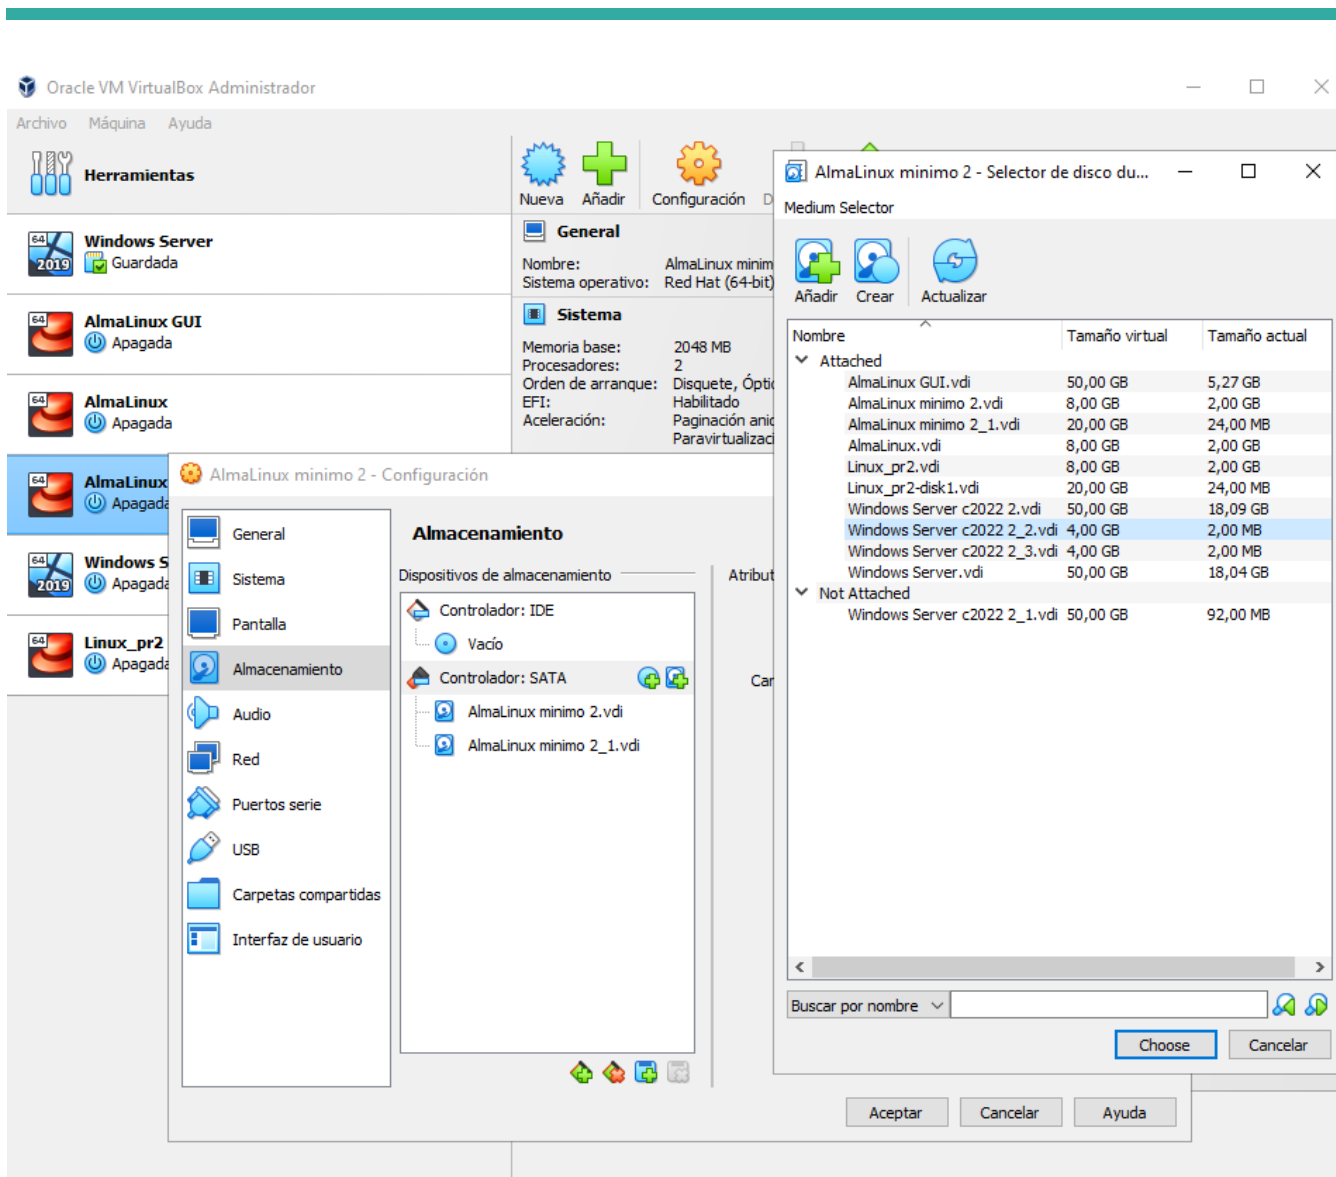 Oracle VM VirtualBox Administrador
Archivo Máquina Ayuda
Herramientas
64
2019
Windows Server
Guardada
64
AlmaLinux GUI
Apagada
64
AlmaLinux
Apagada
64
AlmaLinux
Apagada
64
2019
Windows S
Apagada
64
Linux_pr2
Apagada
Nueva Añadir Configuración D
General
Nombre: AlmaLinux minim
Sistema operativo: Red Hat (64-bit)
Sistema
Memoria base: 2048 MB
Procesadores: 2
Orden de arranque: Disquete, Óptic
EFI: Habilitado
Aceleración: Paginación anid
Paravirtualizaci
AlmaLinux minimo 2 - Configuración
General
Sistema
Pantalla
Almacenamiento
Audio
Red
Puertos serie
USB
Carpetas compartidas
Interfaz de usuario
Almacenamiento
Dispositivos de almacenamiento
Controlador: IDE
Vacío
Controlador: SATA
AlmaLinux minimo 2.vdi
AlmaLinux minimo 2_1.vdi
Atribut
Car
Aceptar Cancelar Ayuda
AlmaLinux minimo 2 - Selector de disco du...
Medium Selector
Añadir Crear Actualizar
Nombre Tamaño virtual Tamaño actual
Attached
AlmaLinux GUI.vdi 50,00 GB 5,27 GB
AlmaLinux minimo 2.vdi 8,00 GB 2,00 GB
AlmaLinux minimo 2_1.vdi 20,00 GB 24,00 MB
AlmaLinux.vdi 8,00 GB 2,00 GB
Linux_pr2.vdi 8,00 GB 2,00 GB
Linux_pr2-disk1.vdi 20,00 GB 24,00 MB
Windows Server c2022 2.vdi 50,00 GB 18,09 GB
Windows Server c2022 2_2.vdi 4,00 GB 2,00 MB
Windows Server c2022 2_3.vdi 4,00 GB 2,00 MB
Windows Server.vdi 50,00 GB 18,04 GB
Not Attached
Windows Server c2022 2_1.vdi 50,00 GB 92,00 MB
Buscar por nombre
Choose Cancelar